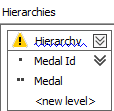 Hierarchies
Hierarchy
Medal Id
Medal
<new level>